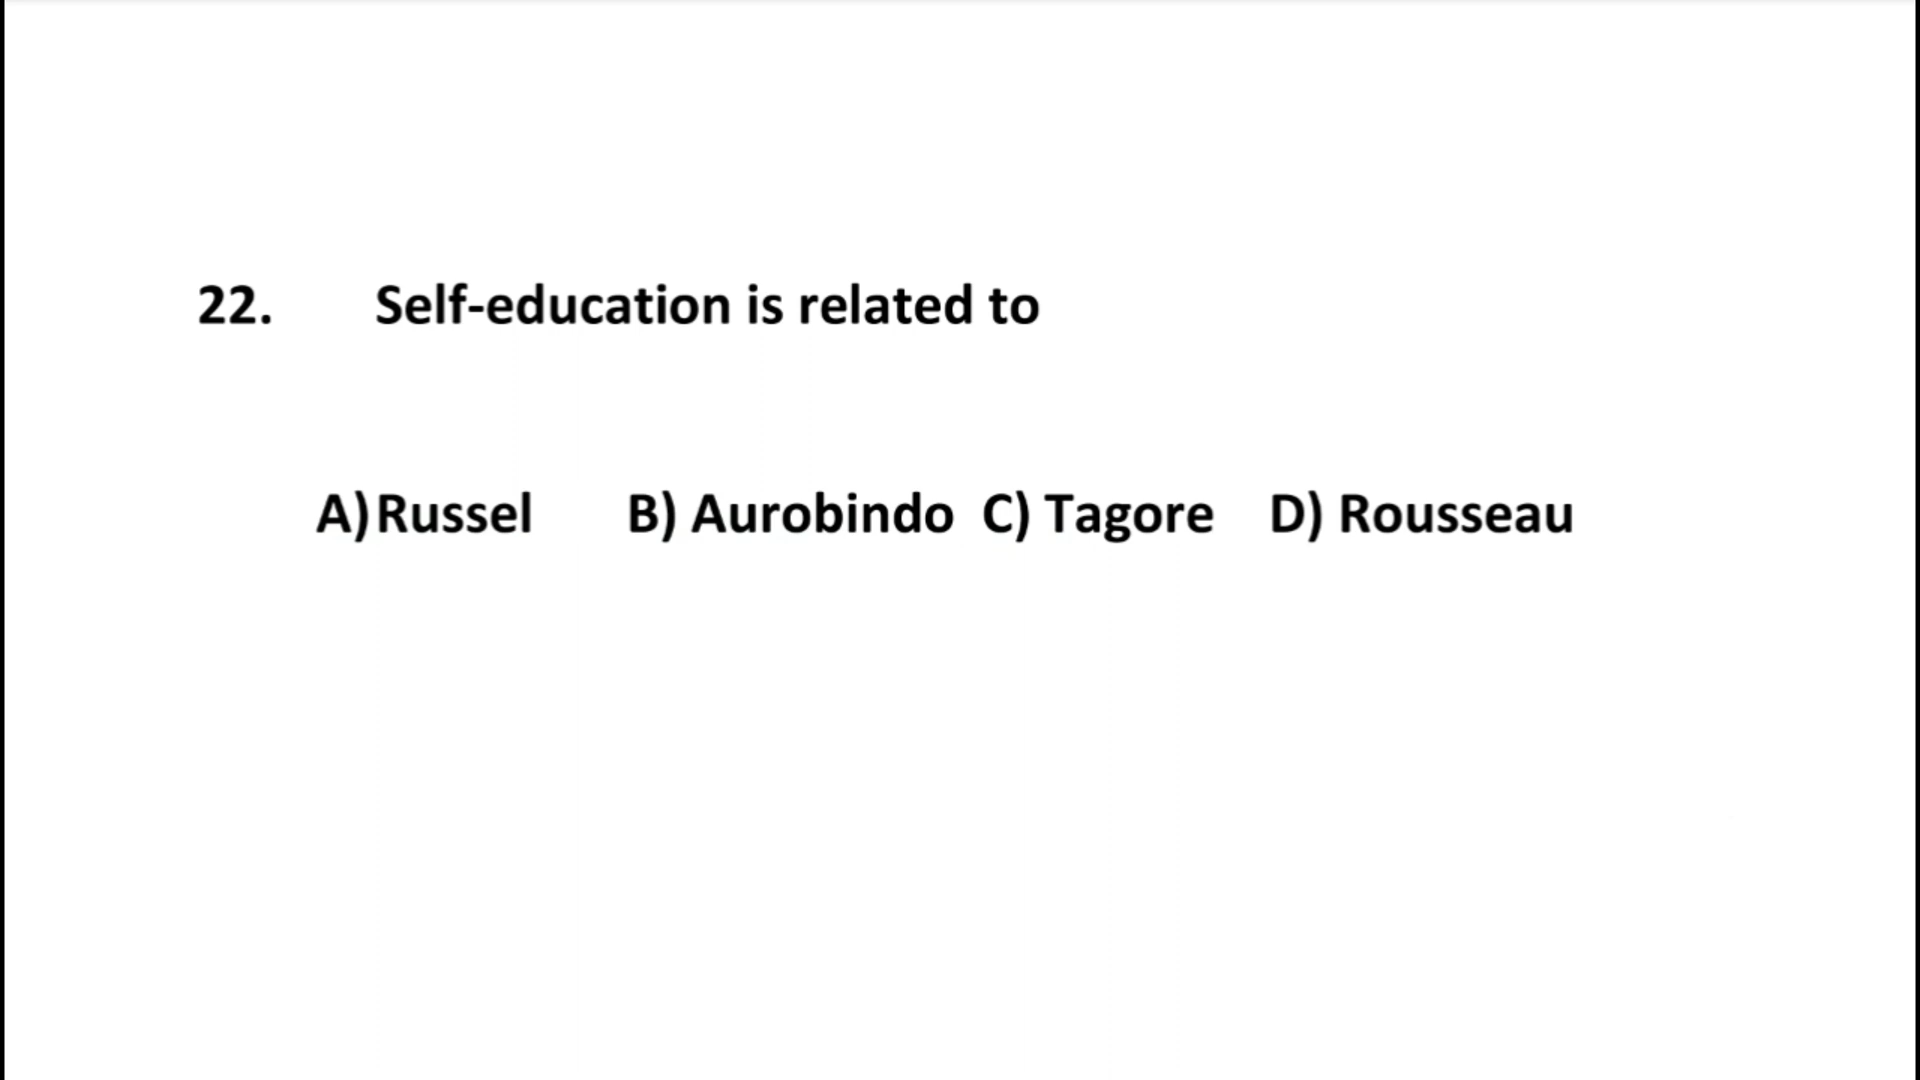 22. Self-education is related to
A) Russel B) Aurobindo C) Tagore D) Rousseau